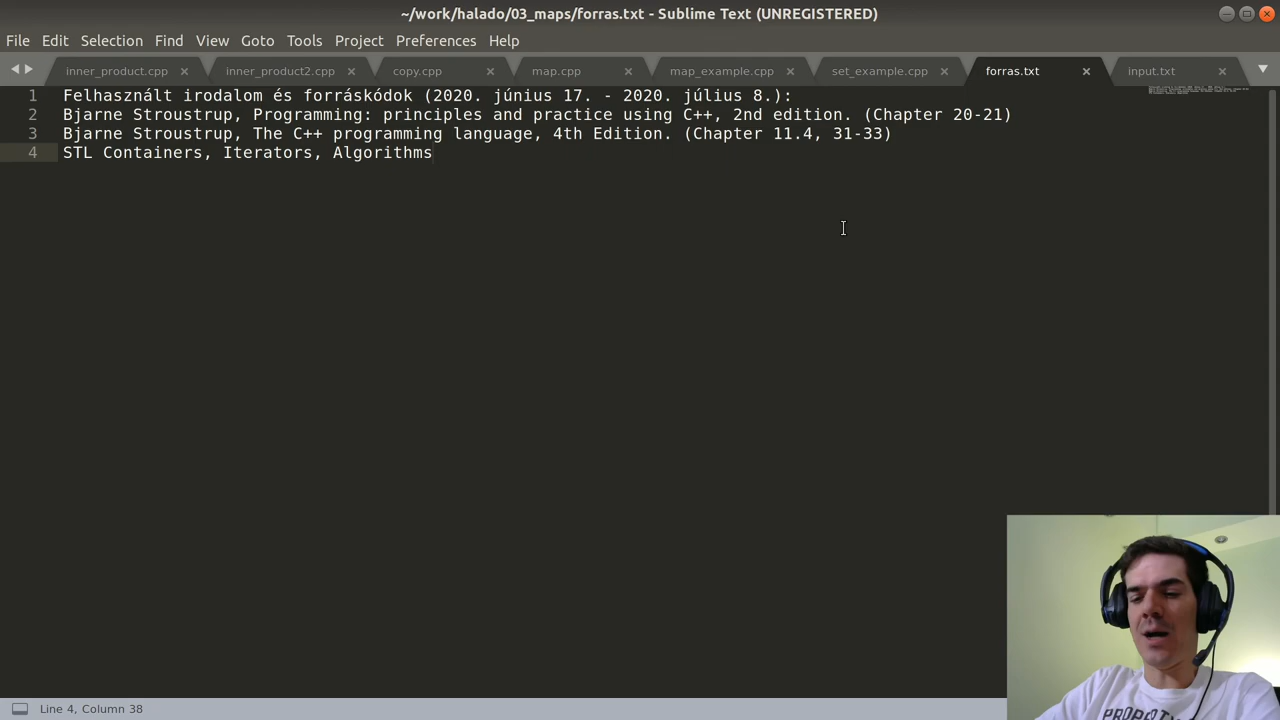 ~/work/halado/03_maps/forras.txt - Sublime Text (UNREGISTERED)
File Edit Selection Find View Goto Tools Project Preferences Help
inner_product.cpp inner_product2.cpp copy.cpp map.cpp map_example.cpp set_example.cpp forras.txt input.txt
1 Felhasznált irodalom és forráskódok (2020. június 17. - 2020. július 8.):
2 Bjarne Stroustrup, Programming: principles and practice using C++, 2nd edition. (Chapter 20-21)
3 Bjarne Stroustrup, The C++ programming language, 4th Edition. (Chapter 11.4, 31-33)
4 STL Containers, Iterators, Algorithms
Line 4, Column 38